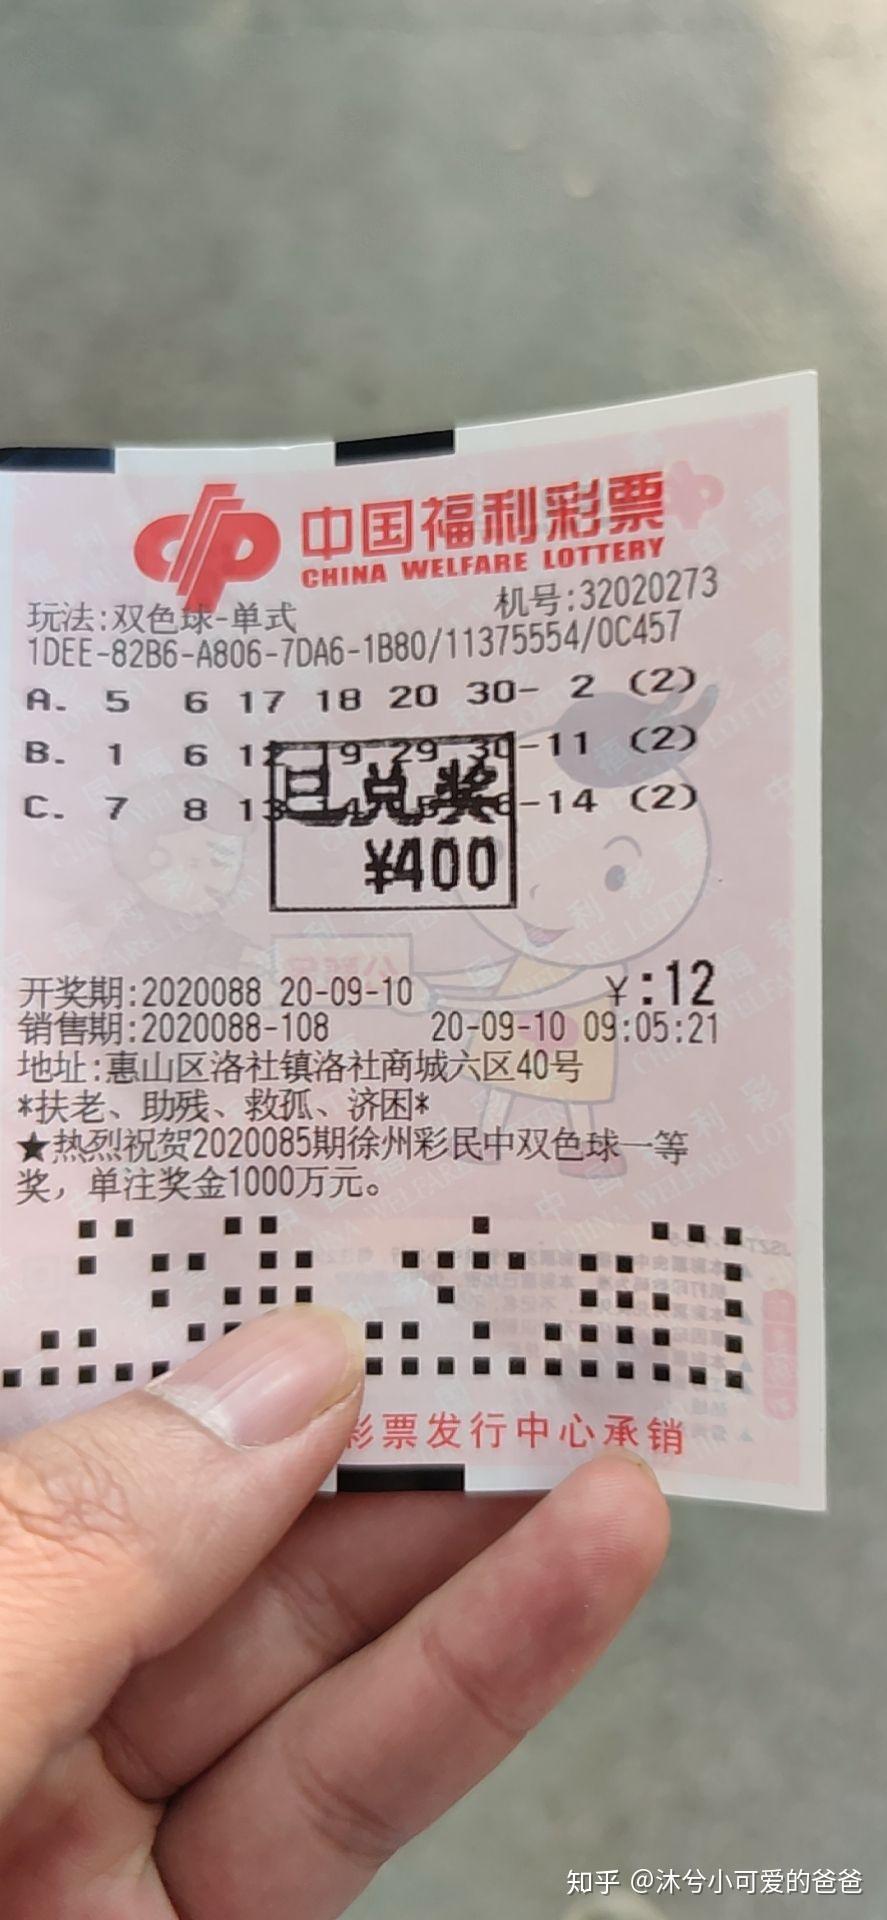 中国福利彩票
CHINA WELFARE LOTTERY
玩法:双色球-单式
机号:32020273
1DEE-82B6-A806-7DA6-1B80/11375554/0C457
A. 5 6 17 18 20 30- 2 (2)
B. 1 6 12 19 29 30-11 (2)
C. 7 8 13 -14 (2)
已兑奖
¥400
开奖期:2020088 20-09-10 ¥:12
销售期:2020088-108 20-09-10 09:05:21
地址:惠山区洛社镇洛社商城六区40号
*扶老、助残、救孤、济困*
★热烈祝贺2020085期徐州彩民中双色球一等
奖，单注奖金1000万元。
彩票发行中心承销
知乎 @沐兮小可爱的爸爸